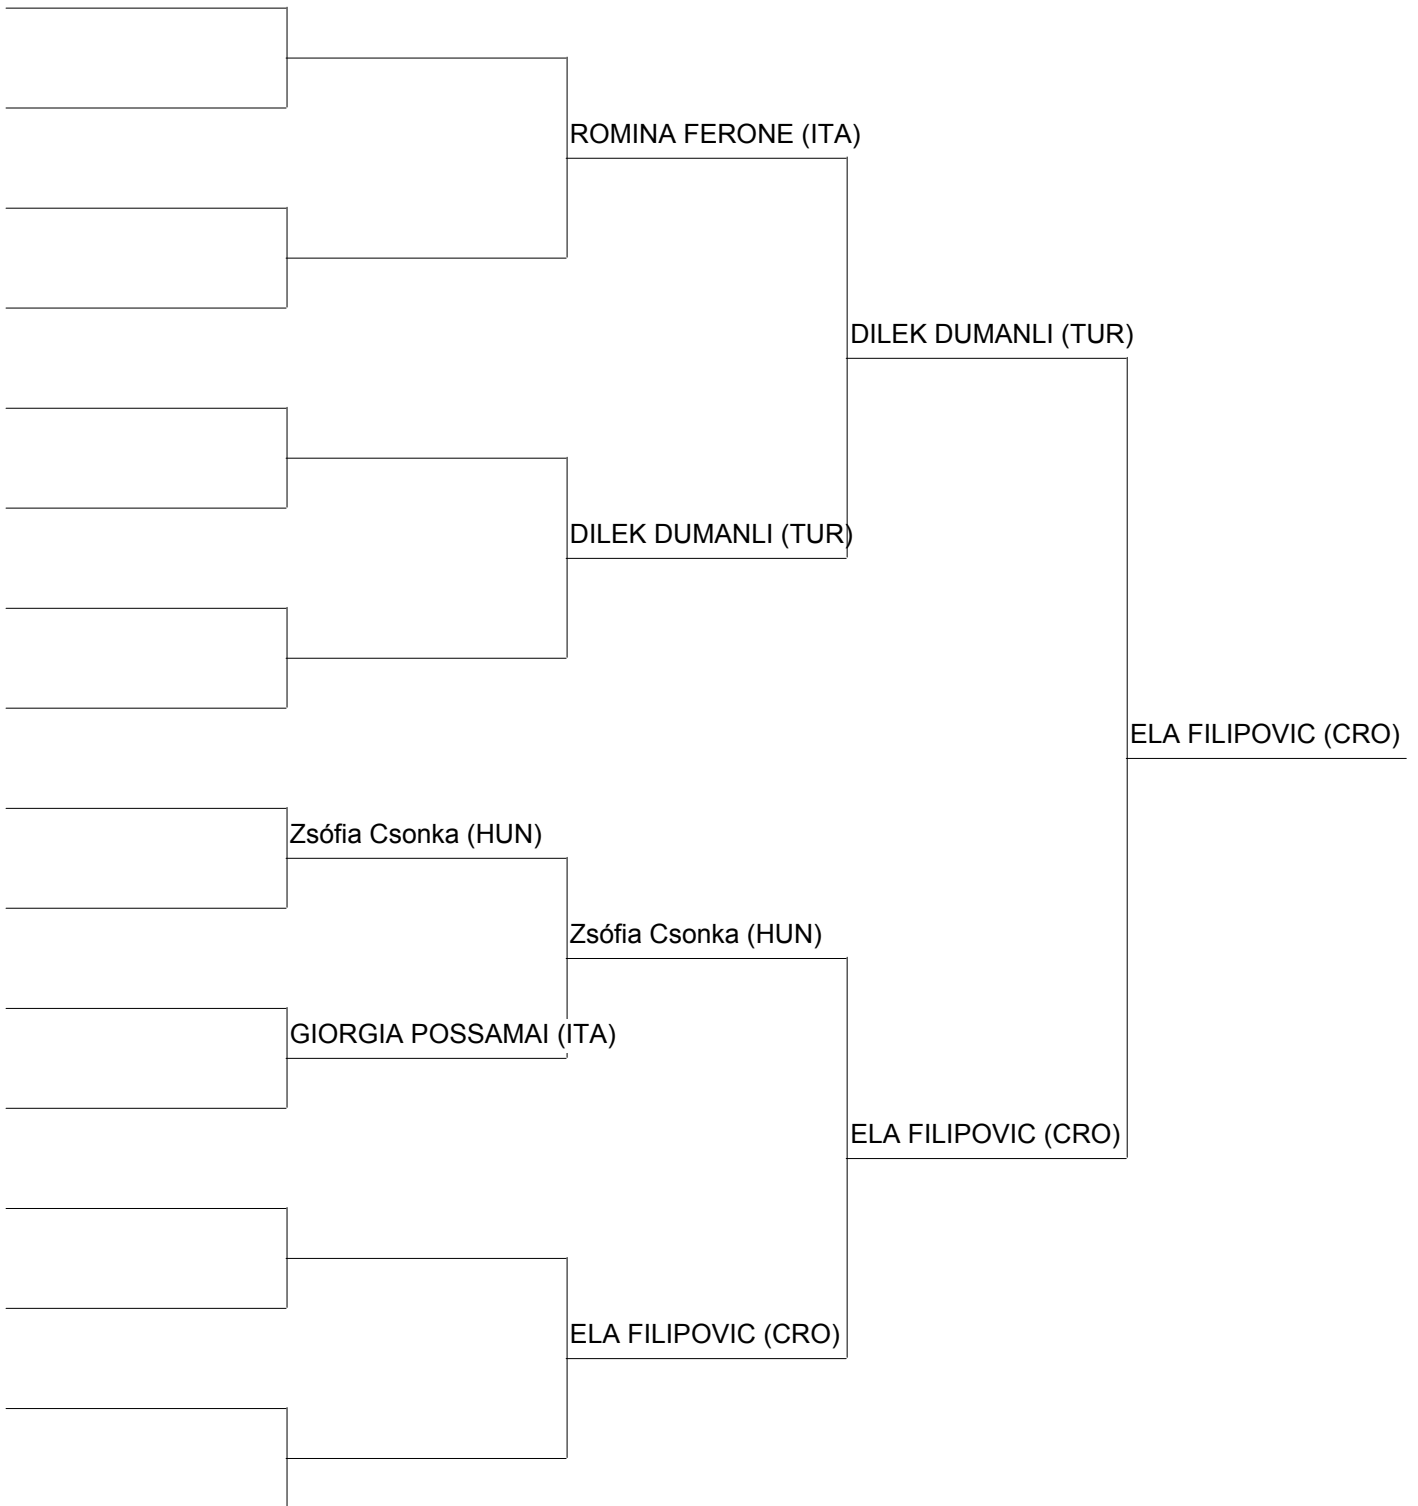 ROMINA FERONE (ITA)
DILEK DUMANLI (TUR)
DILEK DUMANLI (TUR)
ELA FILIPOVIC (CRO)
Zsófia Csonka (HUN)
Zsófia Csonka (HUN)
GIORGIA POSSAMAI (ITA)
ELA FILIPOVIC (CRO)
ELA FILIPOVIC (CRO)